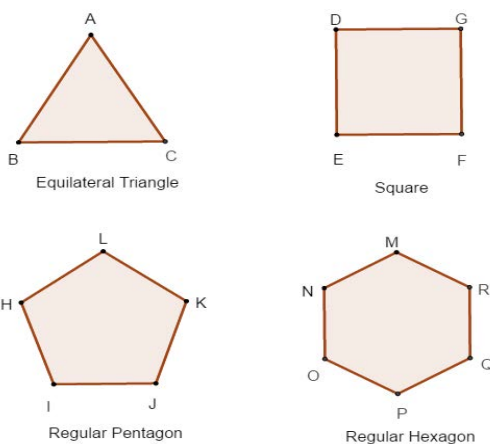 A
B
C
Equilateral Triangle
D
G
E
F
Square
L
H
K
I
J
Regular Pentagon
M
N
R
O
Q
P
Regular Hexagon